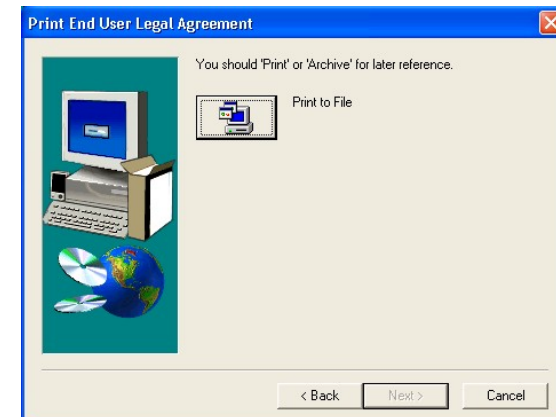 Print End User Legal Agreement
You should 'Print' or 'Archive' for later reference.
Print to File
< Back
Next >
Cancel